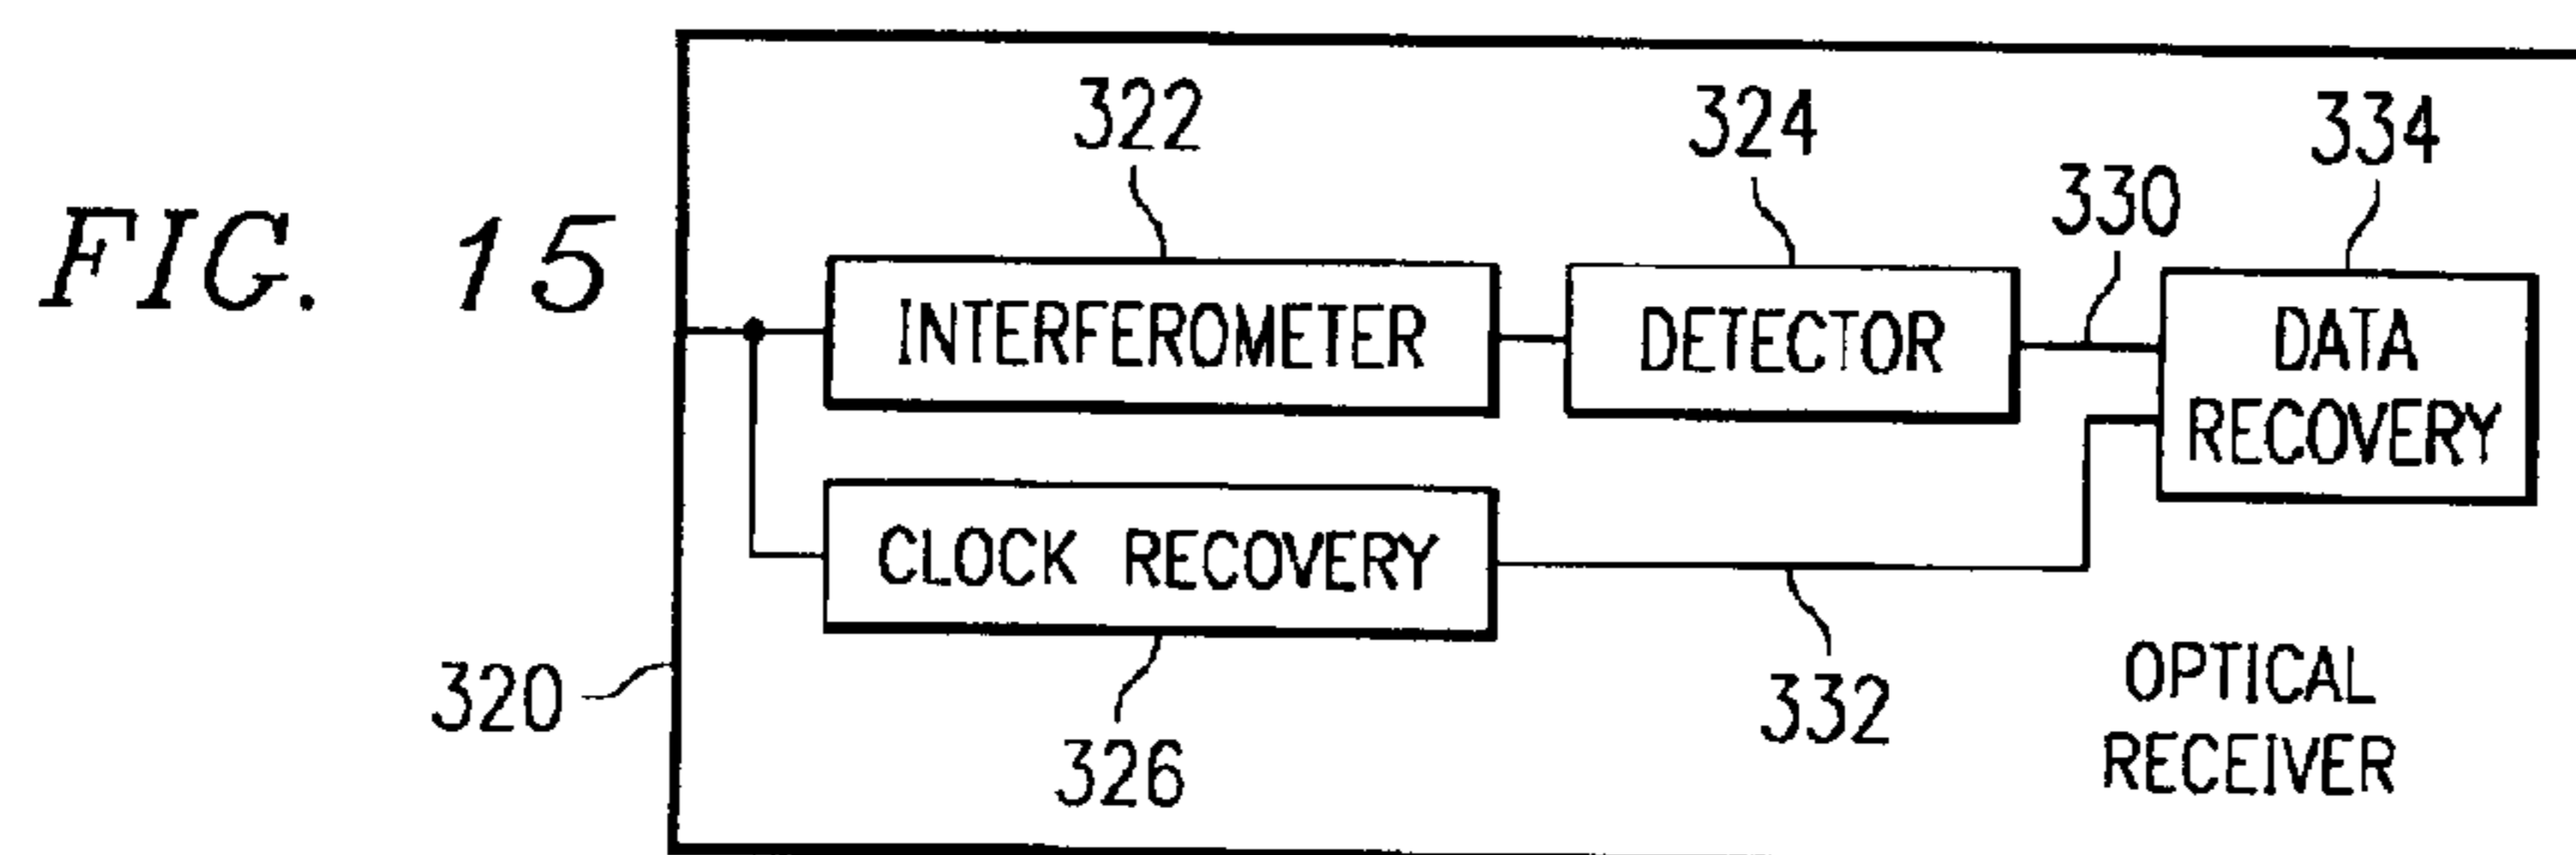 FIG. 15
322
324
334
330
INTERFEROMETER
DETECTOR
DATA
RECOVERY
CLOCK RECOVERY
320
326
332
OPTICAL
RECEIVER